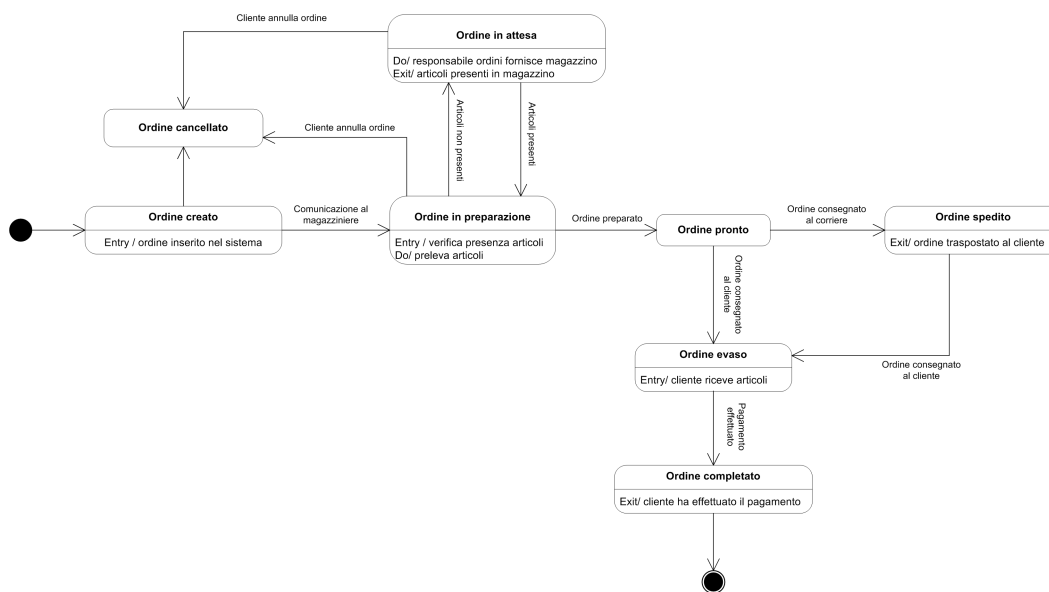 Cliente annulla ordine
Ordine in attesa
Do/ responsabile ordini fornisce magazzino
Exit/ articoli presenti in magazzino
Ordine cancellato
Cliente annulla ordine
Articoli non presenti
Articoli presenti
Ordine creato
Entry / ordine inserito nel sistema
Comunicazione al
magazziniere
Ordine in preparazione
Entry / verifica presenza articoli
Do/ preleva articoli
Ordine preparato
Ordine pronto
Ordine consegnato
al corriere
Ordine spedito
Exit/ ordine traspostato al cliente
Ordine consegnato
al cliente
Ordine evaso
Entry/ cliente riceve articoli
Ordine consegnato
al cliente
Pagamento
effettuato
Ordine completato
Exit/ cliente ha effettuato il pagamento